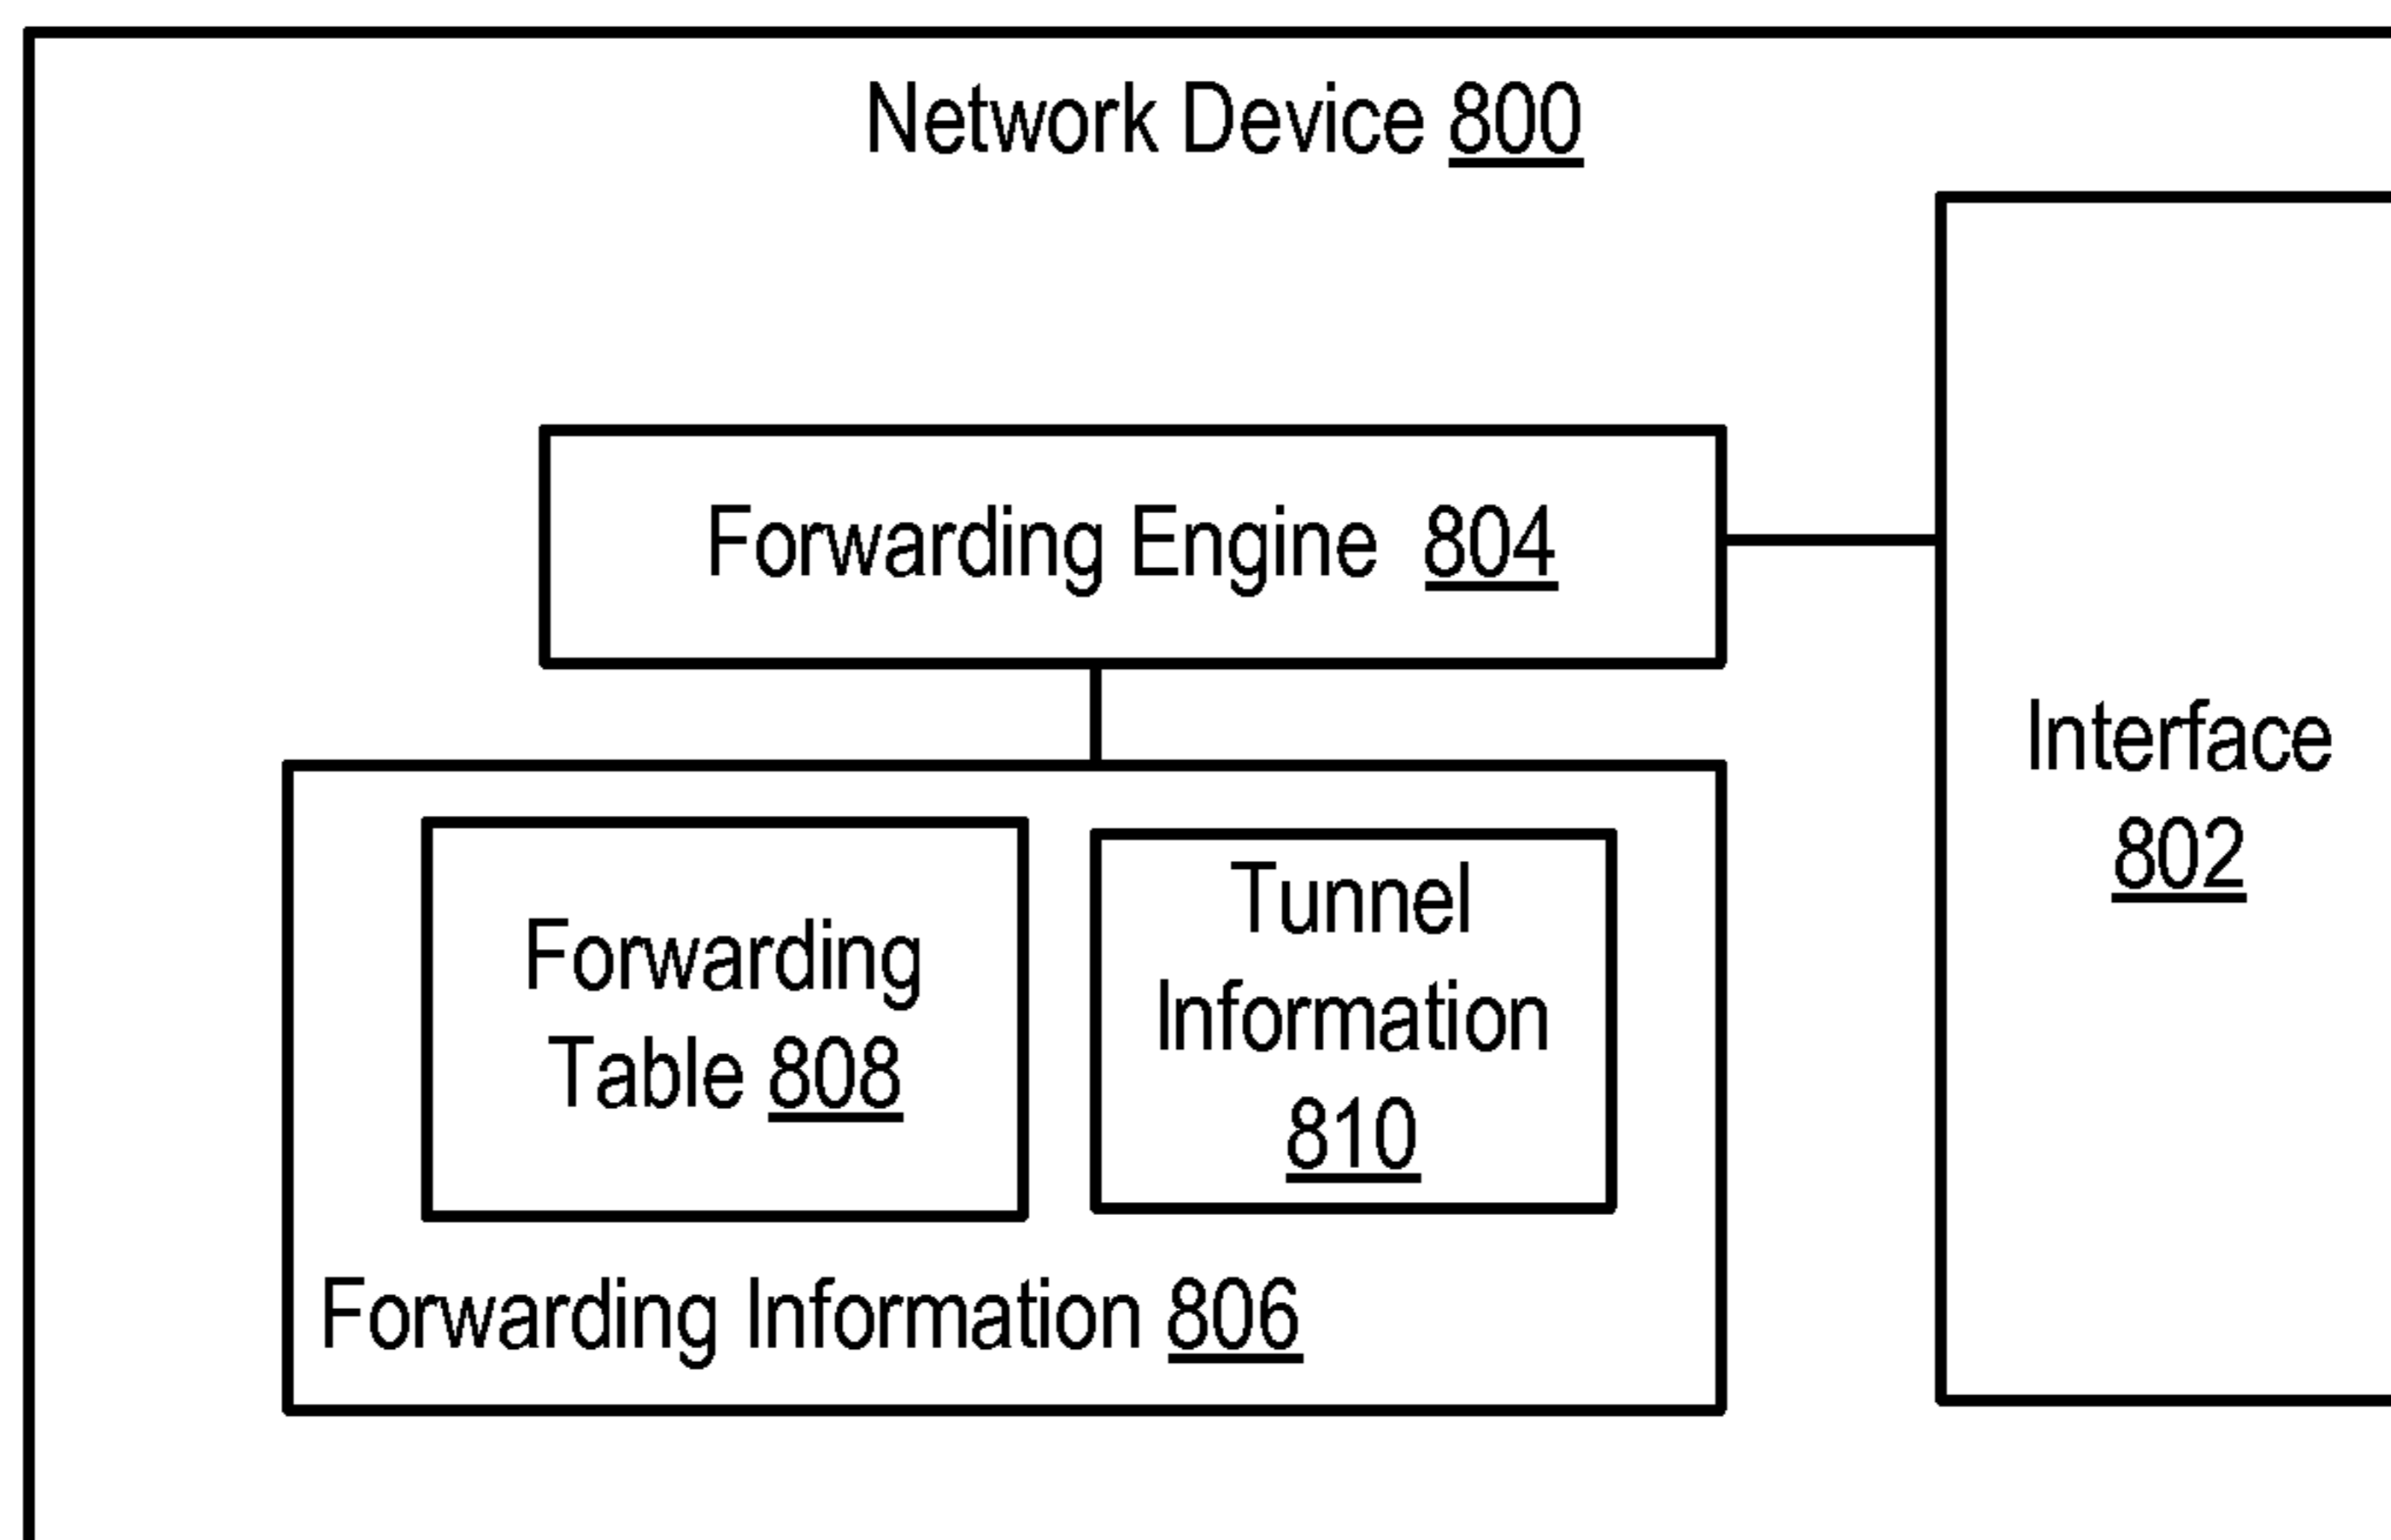 Network Device 800
Forwarding Engine 804
Interface
802
Forwarding
Table 808
Tunnel
Information
810
Forwarding Information 806